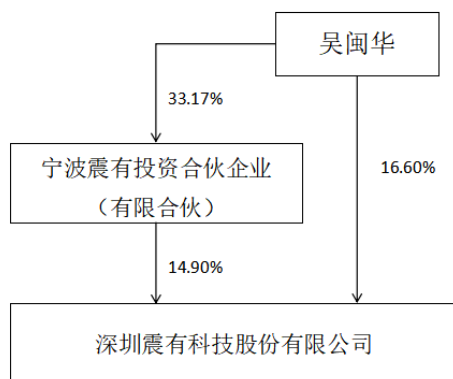 吴闽华
33.17%
宁波震有投资合伙企业
（有限合伙）
16.60%
14.90%
深圳震有科技股份有限公司